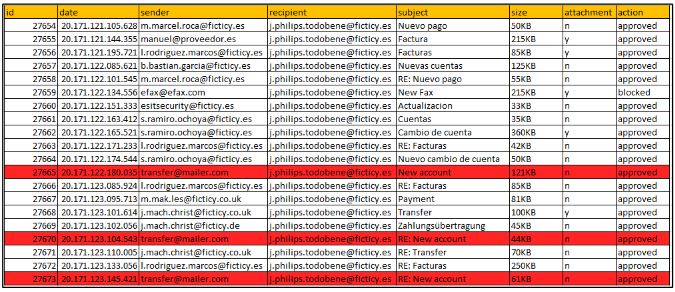 id date sender recipient subject size attachment action
27654 20.171.121.105.628 m.marcel.roca@ficticy.es j.philips.todobene@ficticy.es Nuevo pago 50KB n approved
27655 20.171.121.144.355 manuel@proveedor.es j.philips.todobene@ficticy.es Factura 215KB y approved
27656 20.171.121.195.721 l.rodriguez.marcos@ficticy.es j.philips.todobene@ficticy.es Facturas 85KB y approved
27657 20.171.122.085.621 b.bastian.garcia@ficticy.es j.philips.todobene@ficticy.es Nuevas cuentas 125KB n approved
27658 20.171.122.101.545 m.marcel.roca@ficticy.es j.philips.todobene@ficticy.es RE: Nuevo pago 55KB n approved
27659 20.171.122.134.556 efax@efax.com j.philips.todobene@ficticy.es New Fax 215KB y blocked
27660 20.171.122.151.333 esitsecurity@ficticy.es j.philips.todobene@ficticy.es Actualizacion 33KB n approved
27661 20.171.122.163.412 s.ramiro.ochoya@ficticy.es j.philips.todobene@ficticy.es Cuentas 35KB n approved
27662 20.171.122.165.521 s.ramiro.ochoya@ficticy.es j.philips.todobene@ficticy.es Cambio de cuenta 360KB y approved
27663 20.171.122.171.233 l.rodriguez.marcos@ficticy.es j.philips.todobene@ficticy.es RE: Facturas 42KB n approved
27664 20.171.122.174.544 s.ramiro.ochoya@ficticy.es j.philips.todobene@ficticy.es Nuevo cambio de cuenta 50KB n approved
27665 20.171.122.180.035 transfer@mailer.com j.philips.todobene@ficticy.es New account 121KB n approved
27666 20.171.123.085.924 l.rodriguez.marcos@ficticy.es j.philips.todobene@ficticy.es RE: Facturas 85KB n approved
27667 20.171.123.095.713 m.mak.les@ficticy.co.uk j.philips.todobene@ficticy.es Payment 81KB n approved
27668 20.171.123.101.614 j.mach.christ@ficticy.co.uk j.philips.todobene@ficticy.es Transfer 100KB y approved
27669 20.171.123.102.056 j.mach.christ@ficticy.de j.philips.todobene@ficticy.es Zahlungsübertragung 45KB n approved
27670 20.171.123.104.543 transfer@mailer.com j.philips.todobene@ficticy.es RE: New account 44KB n approved
27671 20.171.123.110.005 j.mach.christ@ficticy.co.uk j.philips.todobene@ficticy.es RE: Transfer 70KB n approved
27672 20.171.123.133.056 l.rodriguez.marcos@ficticy.es j.philips.todobene@ficticy.es RE: Facturas 250KB n approved
27673 20.171.123.145.421 transfer@mailer.com j.philips.todobene@ficticy.es RE: New account 61KB n approved